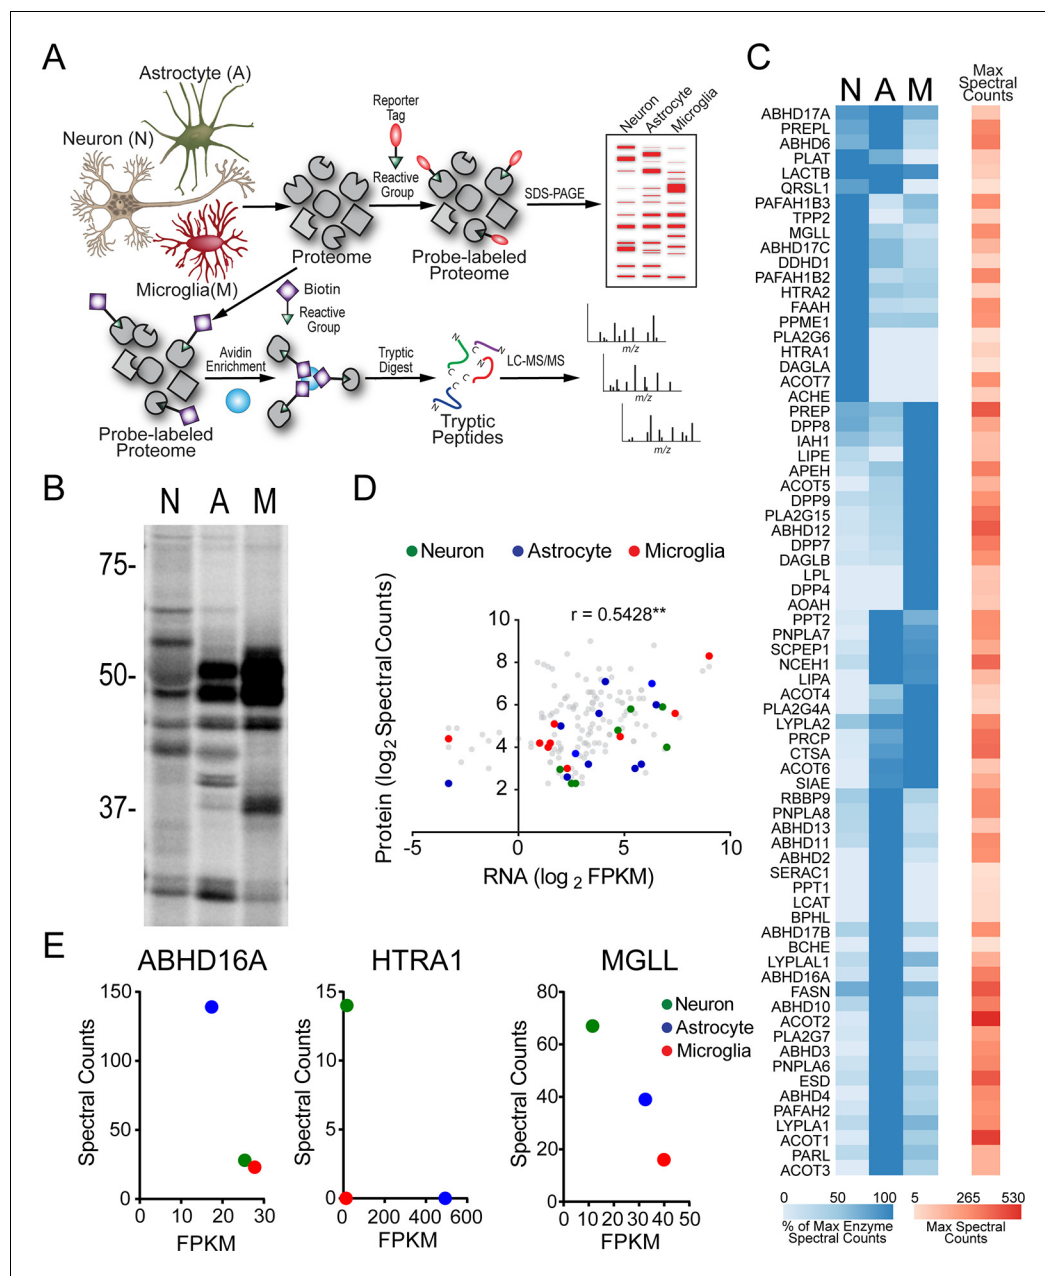 A
Astroctyte (A)
Neuron (N)
Microglia(M)
Proteome
Reporter
Tag
Reactive
Group
Probe-labeled
Proteome
SDS-PAGE
Neuron
Astrocyte
Microglia
Biotin
Reactive
Group
Probe-labeled
Proteome
Avidin
Enrichment
Tryptic
Digest
N
C
N
N
C
C
C
N
Tryptic
Peptides
LC-MS/MS
m/z
m/z
m/z
B
N A M
75-
50-
37-
C
N A M
Max
Spectral
Counts
ABHD17A
PREPL
ABHD6
PLAT
LACTB
QRSL1
PAFAH1B3
TPP2
MGLL
ABHD17C
DDHD1
PAFAH1B2
HTRA2
FAAH
PPME1
PLA2G6
HTRA1
DAGLA
ACOT7
ACHE
PREP
DPP8
IAH1
LIPE
APEH
ACOT5
DPP9
PLA2G15
ABHD12
DPP7
DAGLB
LPL
DPP4
AOAH
PPT2
PNPLA7
SCPEP1
NCEH1
LIPA
ACOT4
PLA2G4A
LYPLA2
PRCP
CTSA
ACOT6
SIAE
RBBP9
PNPLA8
ABHD13
ABHD11
ABHD2
SERAC1
PPT1
LCAT
BPHL
ABHD17B
BCHE
LYPLAL1
ABHD16A
FASN
ABHD10
ACOT2
PLA2G7
ABHD3
PNPLA6
ESD
ABHD4
PAFAH2
LYPLA1
ACOT1
PARL
ACOT3
0 50 100
% of Max Enzyme
Spectral Counts
5 265 530
Max Spectral
Counts
D
Neuron Astrocyte Microglia
r = 0.5428**
Protein (log2 Spectral Counts)
10
8
6
4
2
-5 0 5 10
RNA (log 2 FPKM)
E
ABHD16A
Spectral Counts
150
100
50
0
0 10 20 30
FPKM
HTRA1
Spectral Counts
15
10
5
0
0 200 400 600
FPKM
MGLL
Neuron
Astrocyte
Microglia
Spectral Counts
80
60
40
20
0
0 10 20 30 40 50
FPKM